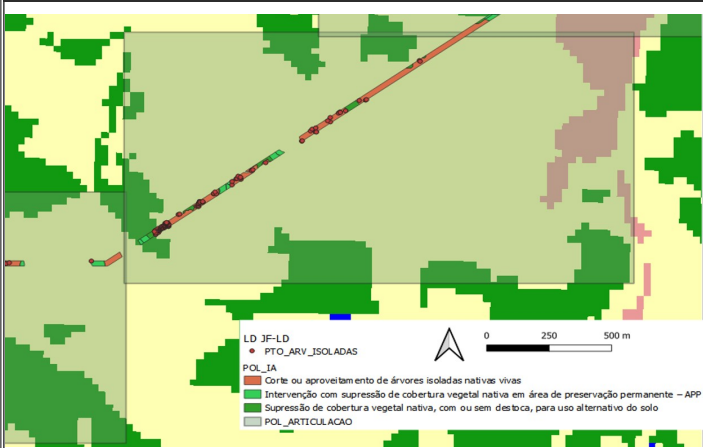 LD JF-LD
PTO_ARV_ISOLADAS
POL_IA
Corte ou aproveitamento de árvores isoladas nativas vivas
Intervenção com supressão de cobertura vegetal nativa em área de preservação permanente – APP
Supressão de cobertura vegetal nativa, com ou sem destoca, para uso alternativo do solo
POL_ARTICULACAO
0 250 500 m